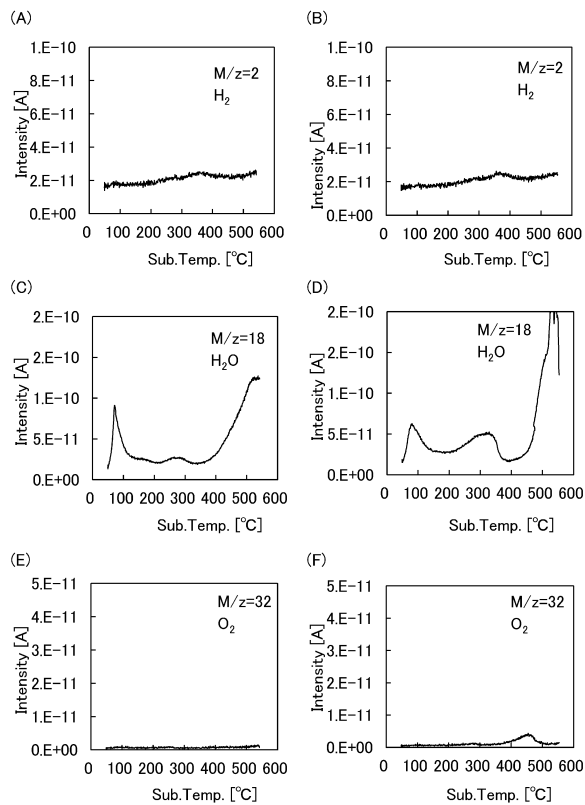 (A)
1.E-10
8.E-11
6.E-11
4.E-11
2.E-11
0.E+00
Intensity [A]
M/z=2
H₂
0 100 200 300 400 500 600
Sub.Temp. [℃]
(B)
1.E-10
8.E-11
6.E-11
4.E-11
2.E-11
0.E+00
Intensity [A]
M/z=2
H₂
0 100 200 300 400 500 600
Sub.Temp. [℃]
(C)
2.E-10
2.E-10
1.E-10
5.E-11
0.E+00
Intensity [A]
M/z=18
H₂O
0 100 200 300 400 500 600
Sub.Temp. [℃]
(D)
2.E-10
2.E-10
1.E-10
5.E-11
0.E+00
Intensity [A]
M/z=18
H₂O
0 100 200 300 400 500 600
Sub.Temp. [℃]
(E)
5.E-11
4.E-11
3.E-11
2.E-11
1.E-11
0.E+00
Intensity [A]
M/z=32
O₂
0 100 200 300 400 500 600
Sub.Temp. [℃]
(F)
5.E-11
4.E-11
3.E-11
2.E-11
1.E-11
0.E+00
Intensity [A]
M/z=32
O₂
0 100 200 300 400 500 600
Sub.Temp. [℃]